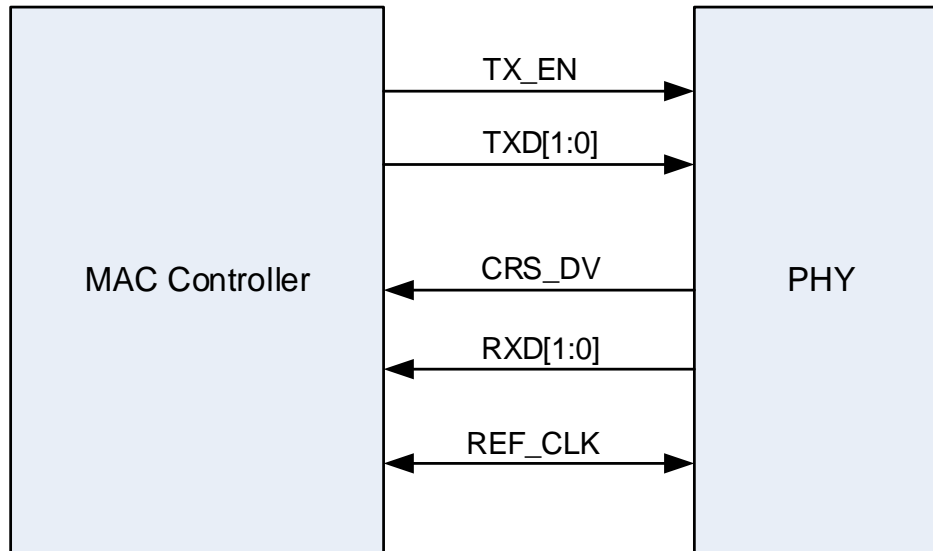 TX_EN
TXD[1:0]
MAC Controller
CRS_DV
PHY
RXD[1:0]
REF_CLK